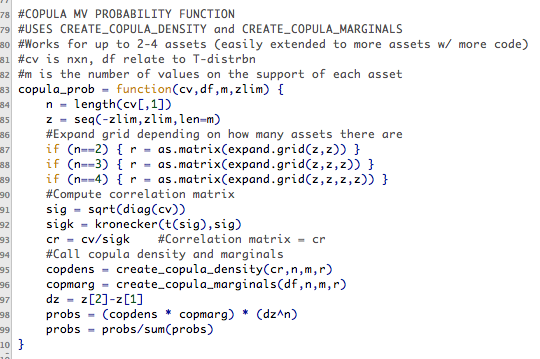 77
78 #COPULA MV PROBABILITY FUNCTION
79 #USES CREATE_COPULA_DENSITY and CREATE_COPULA_MARGINALS
80 #Works for up to 2-4 assets (easily extended to more assets w/ more code)
81 #cv is nxn, df relate to T-distrbn
82 #m is the number of values on the support of each asset
83 copula_prob = function(cv,df,m,zlim) {
84 n = length(cv[,1])
85 z = seq(-zlim,zlim,len=m)
86 #Expand grid depending on how many assets there are
87 if (n==2) { r = as.matrix(expand.grid(z,z)) }
88 if (n==3) { r = as.matrix(expand.grid(z,z,z)) }
89 if (n==4) { r = as.matrix(expand.grid(z,z,z,z)) }
90 #Compute correlation matrix
91 sig = sqrt(diag(cv))
92 sigk = kronecker(t(sig),sig)
93 cr = cv/sigk #Correlation matrix = cr
94 #Call copula density and marginals
95 copdens = create_copula_density(cr,n,m,r)
96 copmarg = create_copula_marginals(df,n,m,r)
97 dz = z[2]-z[1]
98 probs = (copdens * copmarg) * (dz^n)
99 probs = probs/sum(probs)
10 }